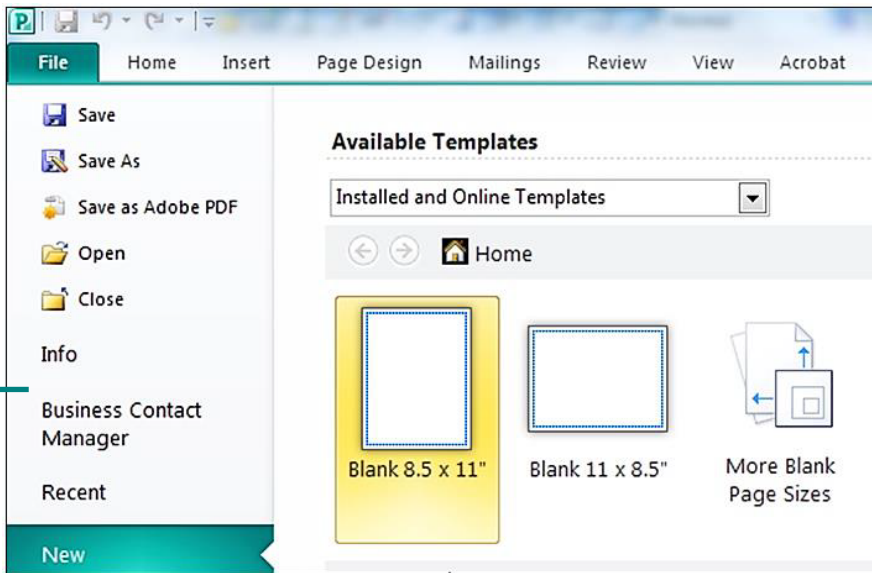 P
File Home Insert Page Design Mailings Review View Acrobat
Save
Save As
Save as Adobe PDF
Open
Close
Info
Business Contact
Manager
Recent
New
Available Templates
Installed and Online Templates
Home
Blank 8.5 x 11"
Blank 11 x 8.5"
More Blank
Page Sizes